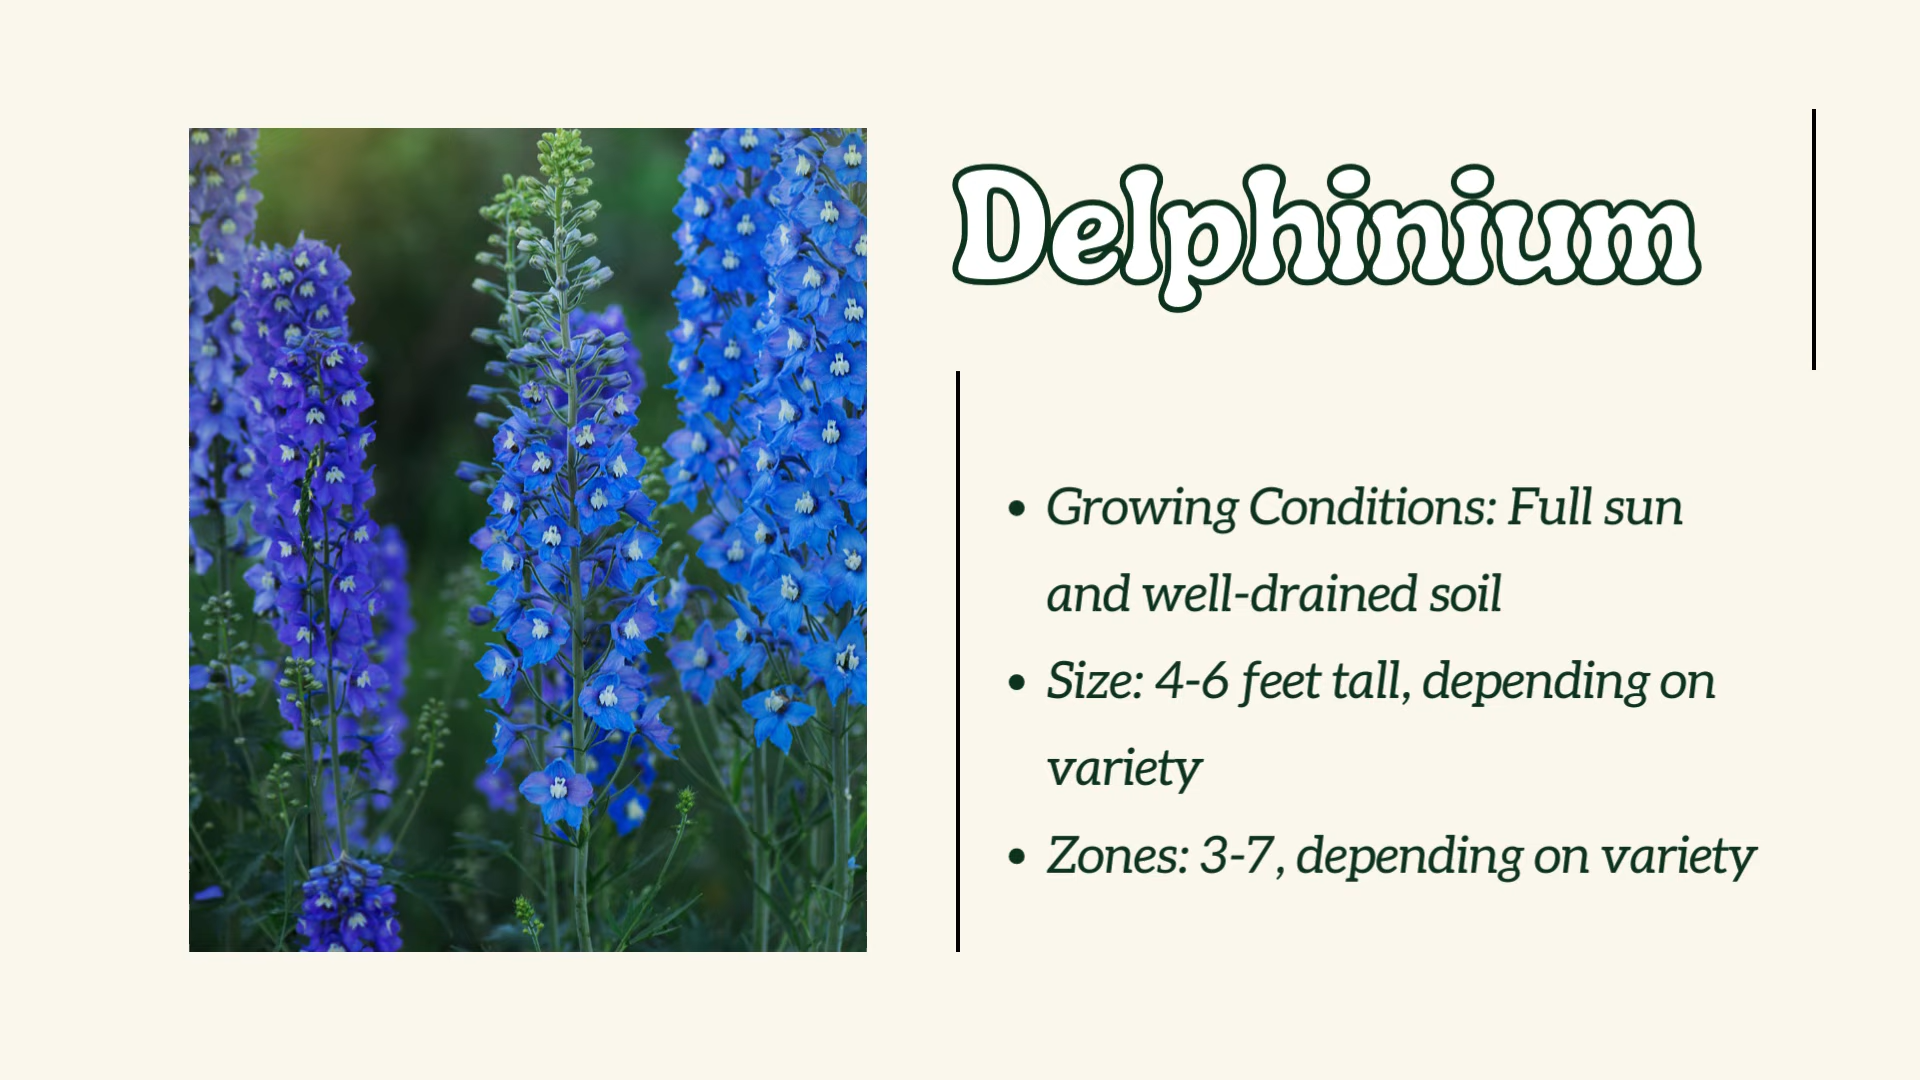 Delphinium
• Growing Conditions: Full sun
and well-drained soil
• Size: 4-6 feet tall, depending on
variety
• Zones: 3-7, depending on variety